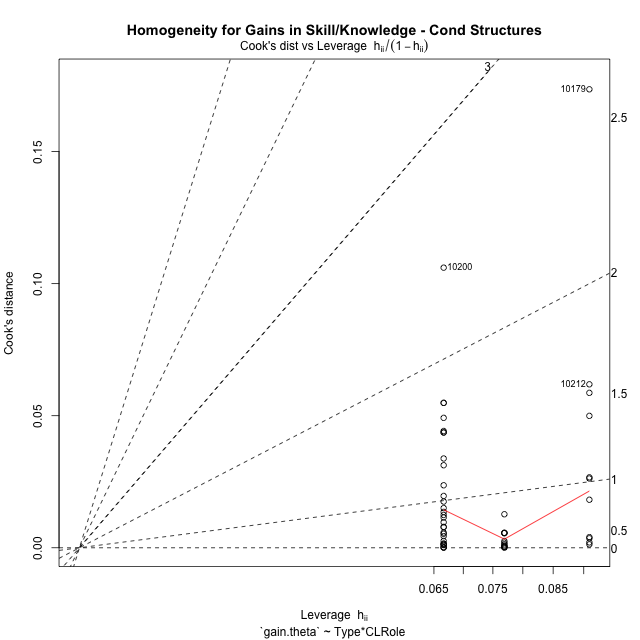 Homogeneity for Gains in Skill/Knowledge - Cond Structures
Cook's dist vs Leverage hii/(1 − hii)
3
10179
2.5
0.15
10200
2
0.10
Cook's distance
10212
1.5
0.05
1
0.5
0.00
0
0.065 0.075 0.085
Leverage hii
`gain.theta` ~ Type*CLRole